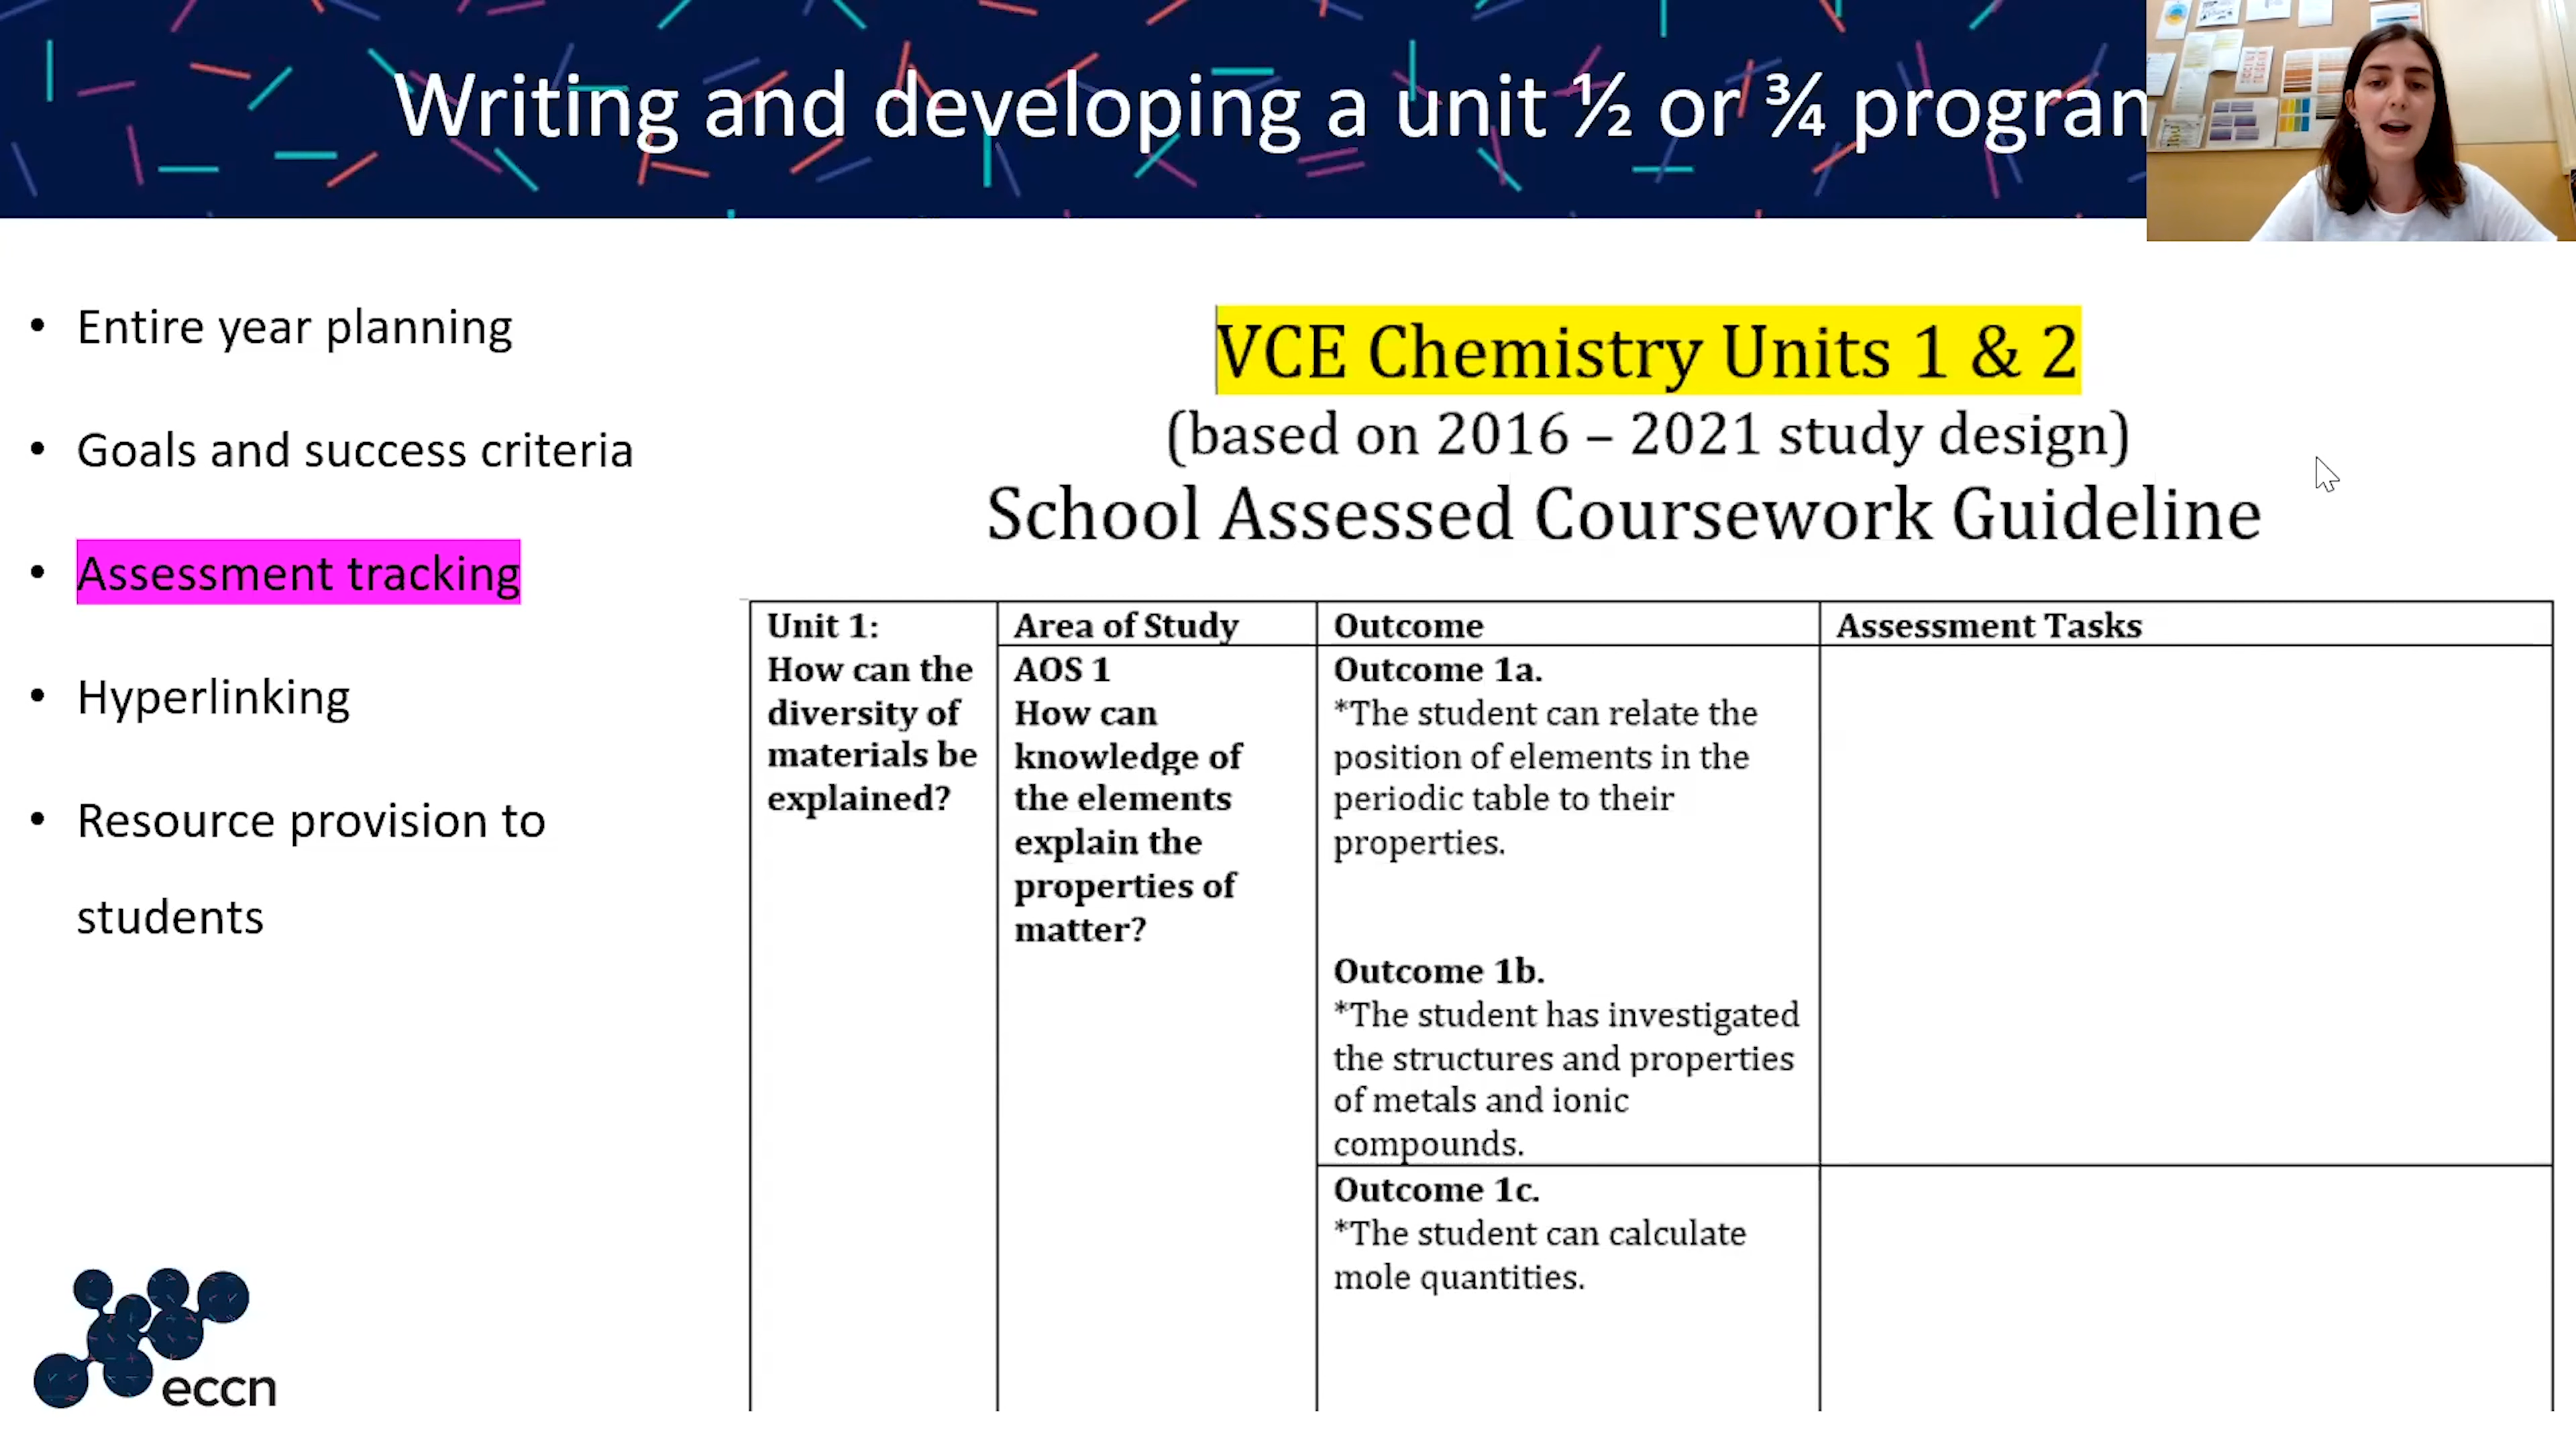 Writing and developing a unit ½ or ¾ progran
• Entire year planning
• Goals and success criteria
• Assessment tracking
• Hyperlinking
• Resource provision to
students
VCE Chemistry Units 1 & 2
(based on 2016 – 2021 study design)
School Assessed Coursework Guideline
Unit 1:
How can the
diversity of
materials be
explained?
Area of Study
AOS 1
How can
knowledge of
the elements
explain the
properties of
matter?
Outcome
Outcome 1a.
*The student can relate the
position of elements in the
periodic table to their
properties.
Outcome 1b.
*The student has investigated
the structures and properties
of metals and ionic
compounds.
Outcome 1c.
*The student can calculate
mole quantities.
Assessment Tasks
eccn